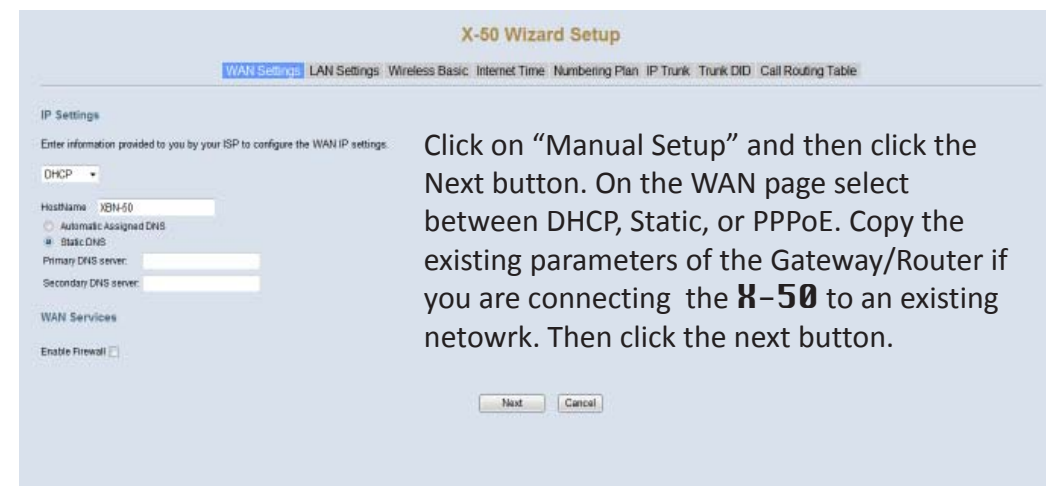 X-50 Wizard Setup
WAN Settings LAN Settings Wireless Basic Internet Time Numbering Plan IP Trunk Trunk DID Call Routing Table
IP Settings
Enter information provided to you by your ISP to configure the WAN IP settings.
DHCP
HostName XBN-50
Automatic Assigned DNS
Static DNS
Primary DNS server:
Secondary DNS server:
WAN Services
Enable Firewall
Click on “Manual Setup” and then click the
Next button. On the WAN page select
between DHCP, Static, or PPPoE. Copy the
existing parameters of the Gateway/Router if
you are connecting the X-50 to an existing
netowrk. Then click the next button.
Next Cancel